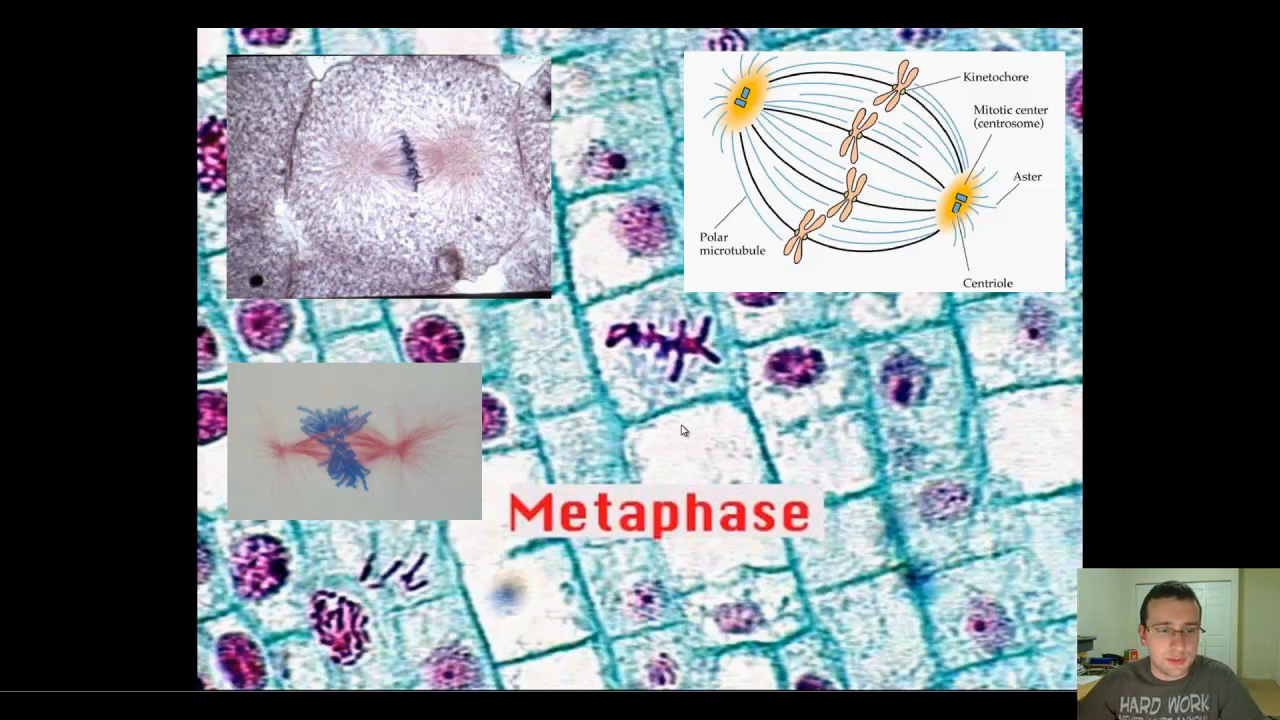 Kinetochore
Mitotic center
(centrosome)
Aster
Polar
microtubule
Centriole
Metaphase
HARD WORK